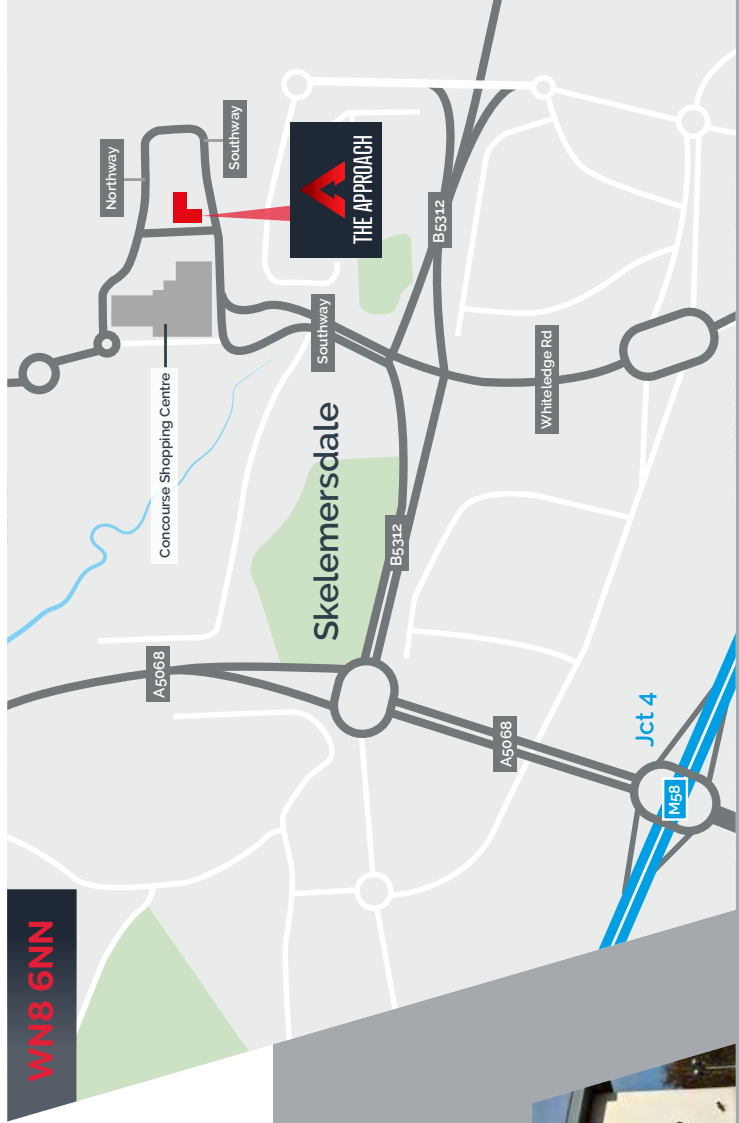 WN8 6NN
A5068
Concourse Shopping Centre
Northway
Southway
THE APPROACH
Southway
Skelemersdale
B5312
B5312
Whiteledge Rd
A5068
Jct 4
M58